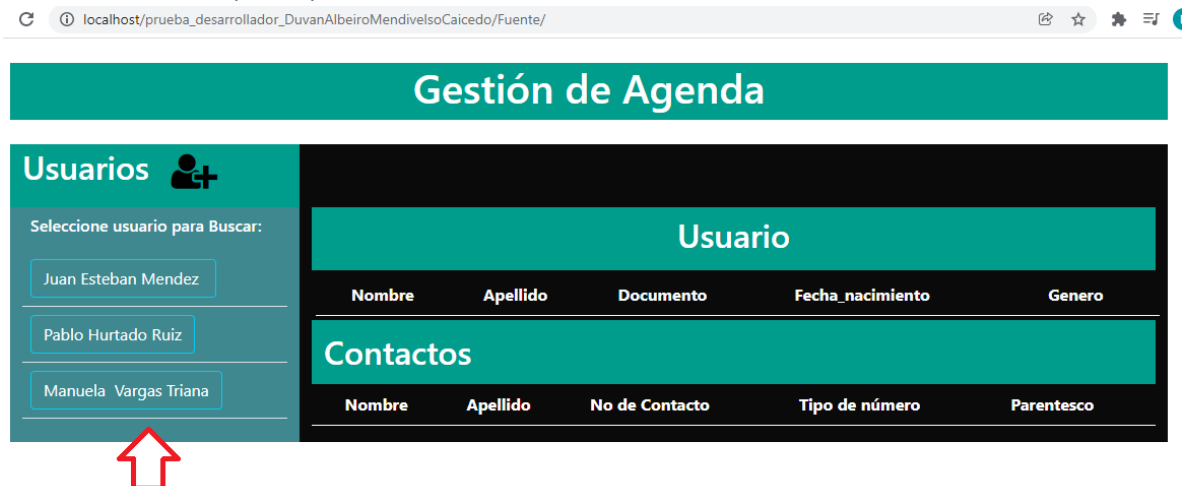 localhost/prueba_desarrollador_DuvanAlbeiroMendivelsoCaicedo/Fuente/
Gestión de Agenda
Usuarios
Seleccione usuario para Buscar:
Juan Esteban Mendez
Pablo Hurtado Ruiz
Manuela Vargas Triana
Usuario
Nombre Apellido Documento Fecha_nacimiento Genero
Contactos
Nombre Apellido No de Contacto Tipo de número Parentesco